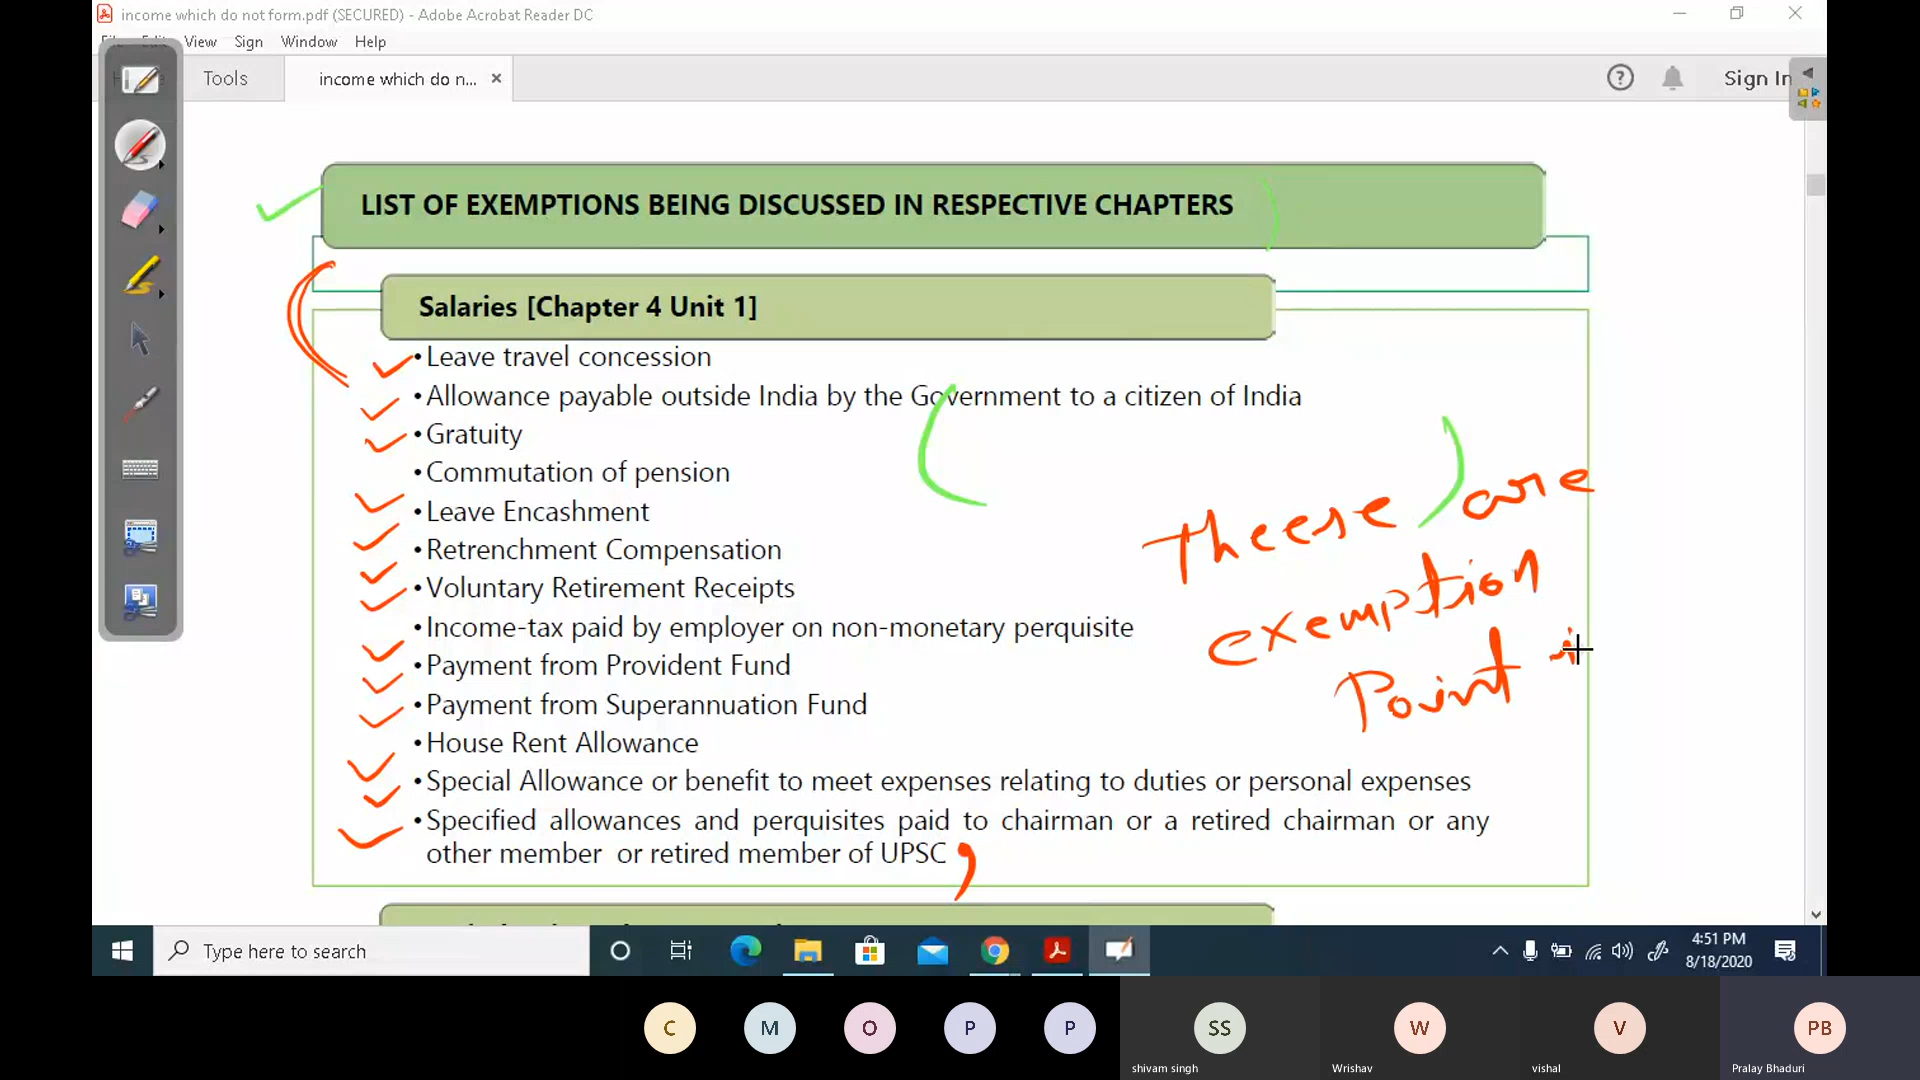 income which do not form.pdf (SECURED) - Adobe Acrobat Reader DC
View Sign Window Help
Tools
income which do n...
Sign In
LIST OF EXEMPTIONS BEING DISCUSSED IN RESPECTIVE CHAPTERS
Salaries [Chapter 4 Unit 1]
•Leave travel concession
•Allowance payable outside India by the Government to a citizen of India
•Gratuity
•Commutation of pension
•Leave Encashment
•Retrenchment Compensation
•Voluntary Retirement Receipts
•Income-tax paid by employer on non-monetary perquisite
•Payment from Provident Fund
•Payment from Superannuation Fund
•House Rent Allowance
•Special Allowance or benefit to meet expenses relating to duties or personal expenses
•Specified allowances and perquisites paid to chairman or a retired chairman or any
other member or retired member of UPSC
theese are
exemption
Point
Type here to search
4:51 PM
8/18/2020
C
M
O
P
P
SS
W
V
PB
shivam singh
Wrishav
vishal
Pralay Bhaduri